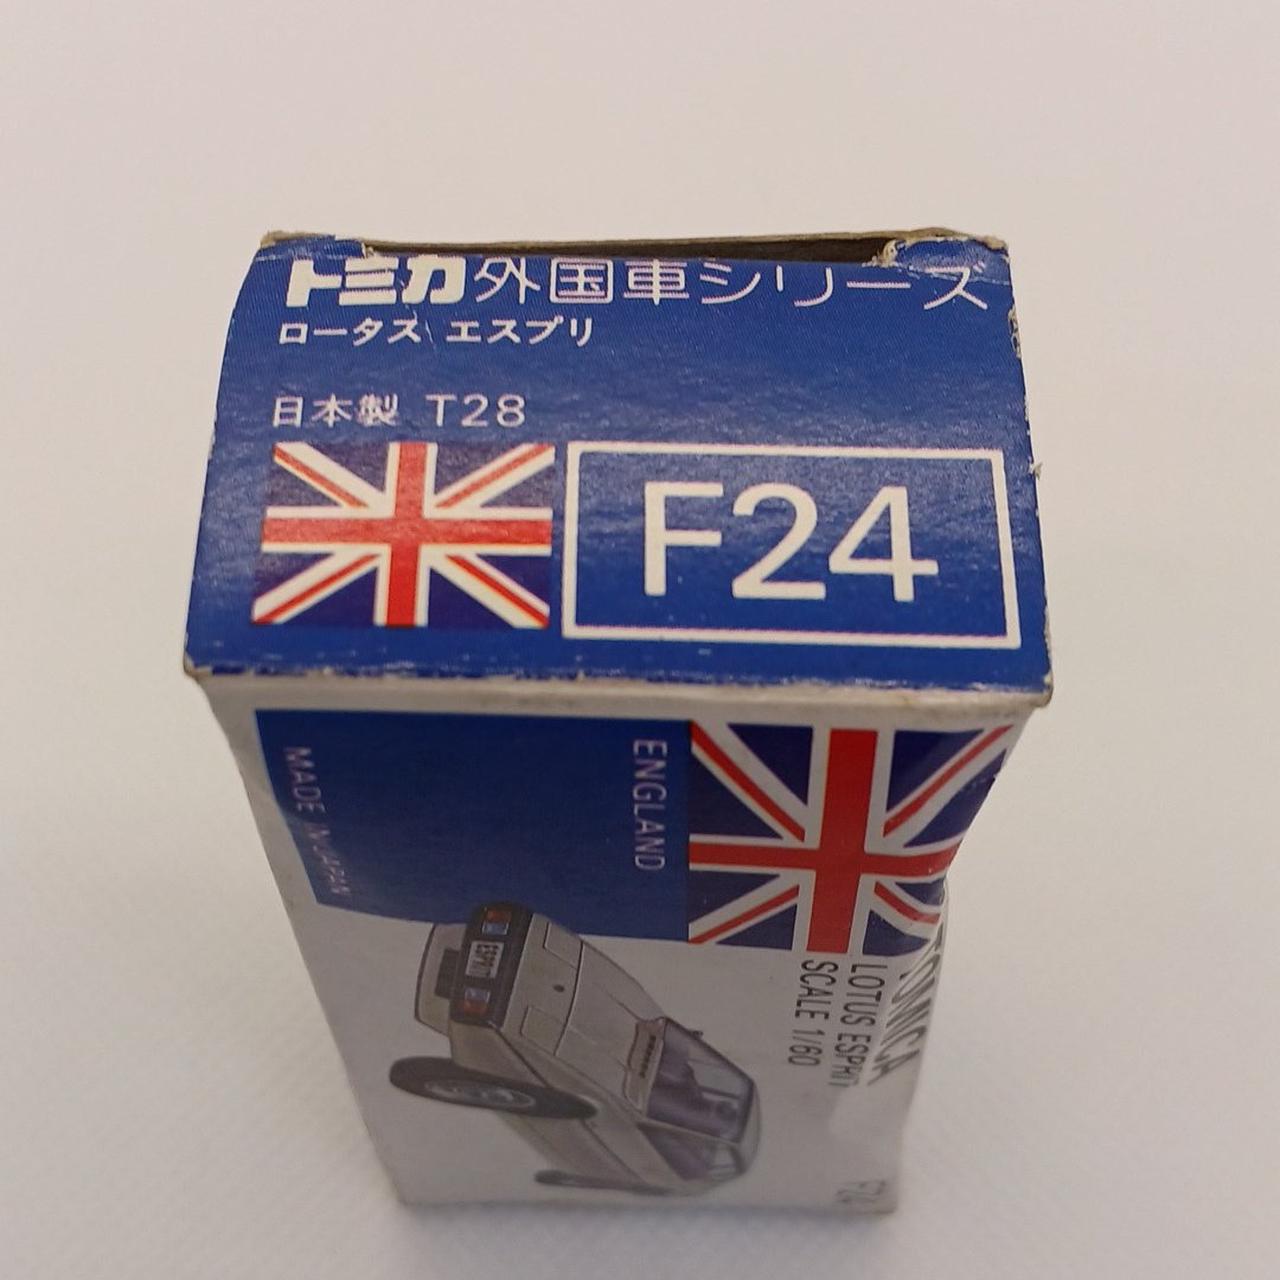 トミカ外国車シリーズ
ロータス エスプリ
日本製 T28
F24
MADE IN JAPAN
ENGLAND
TOMICA
LOTUS ESPRIT
SCALE 1/60
ESPRIT
F24